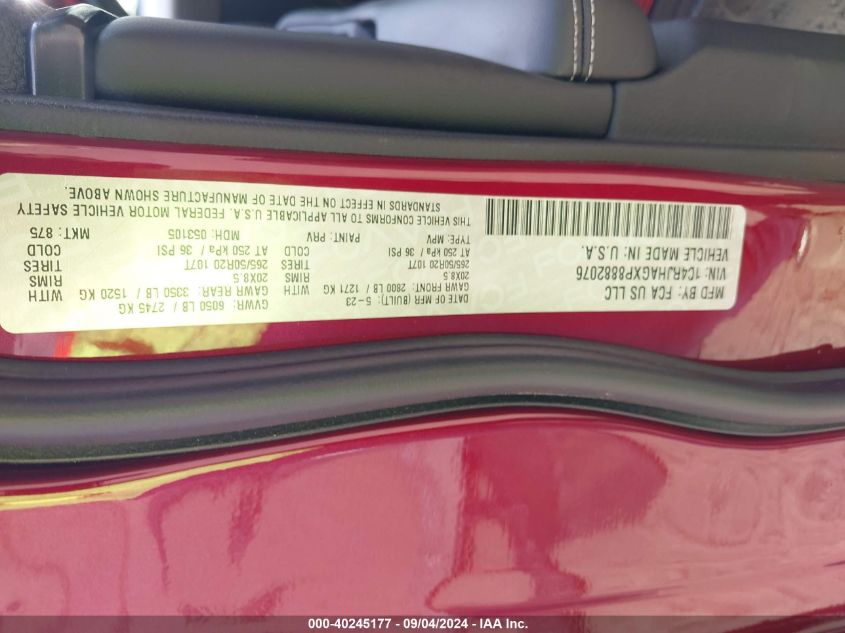 MFD BY: FCA US LLC
DATE OF MFR (BUILT): 5-23
GVWR: 6050 LB / 2745 KG
GAWR FRONT: 2800 LB / 1271 KG
WITH
GAWR REAR: 3350 LB / 1520 KG
WITH
20X8.5
RIMS
20X8.5
RIMS
265/50R20 107T
TIRES
265/50R20 107T
TIRES
AT 250 kPa / 36 PSI
COLD
AT 250 kPa / 36 PSI
COLD
VIN: 1C4RJHAGXP8882076
TYPE: MPV
PAINT: PRV
MDH: 053105
MKT: 875
VEHICLE MADE IN: U.S.A.
THIS VEHICLE CONFORMS TO ALL APPLICABLE U.S.A. FEDERAL MOTOR VEHICLE SAFETY
STANDARDS IN EFFECT ON THE DATE OF MANUFACTURE SHOWN ABOVE.
000-40245177 - 09/04/2024 - IAA Inc.